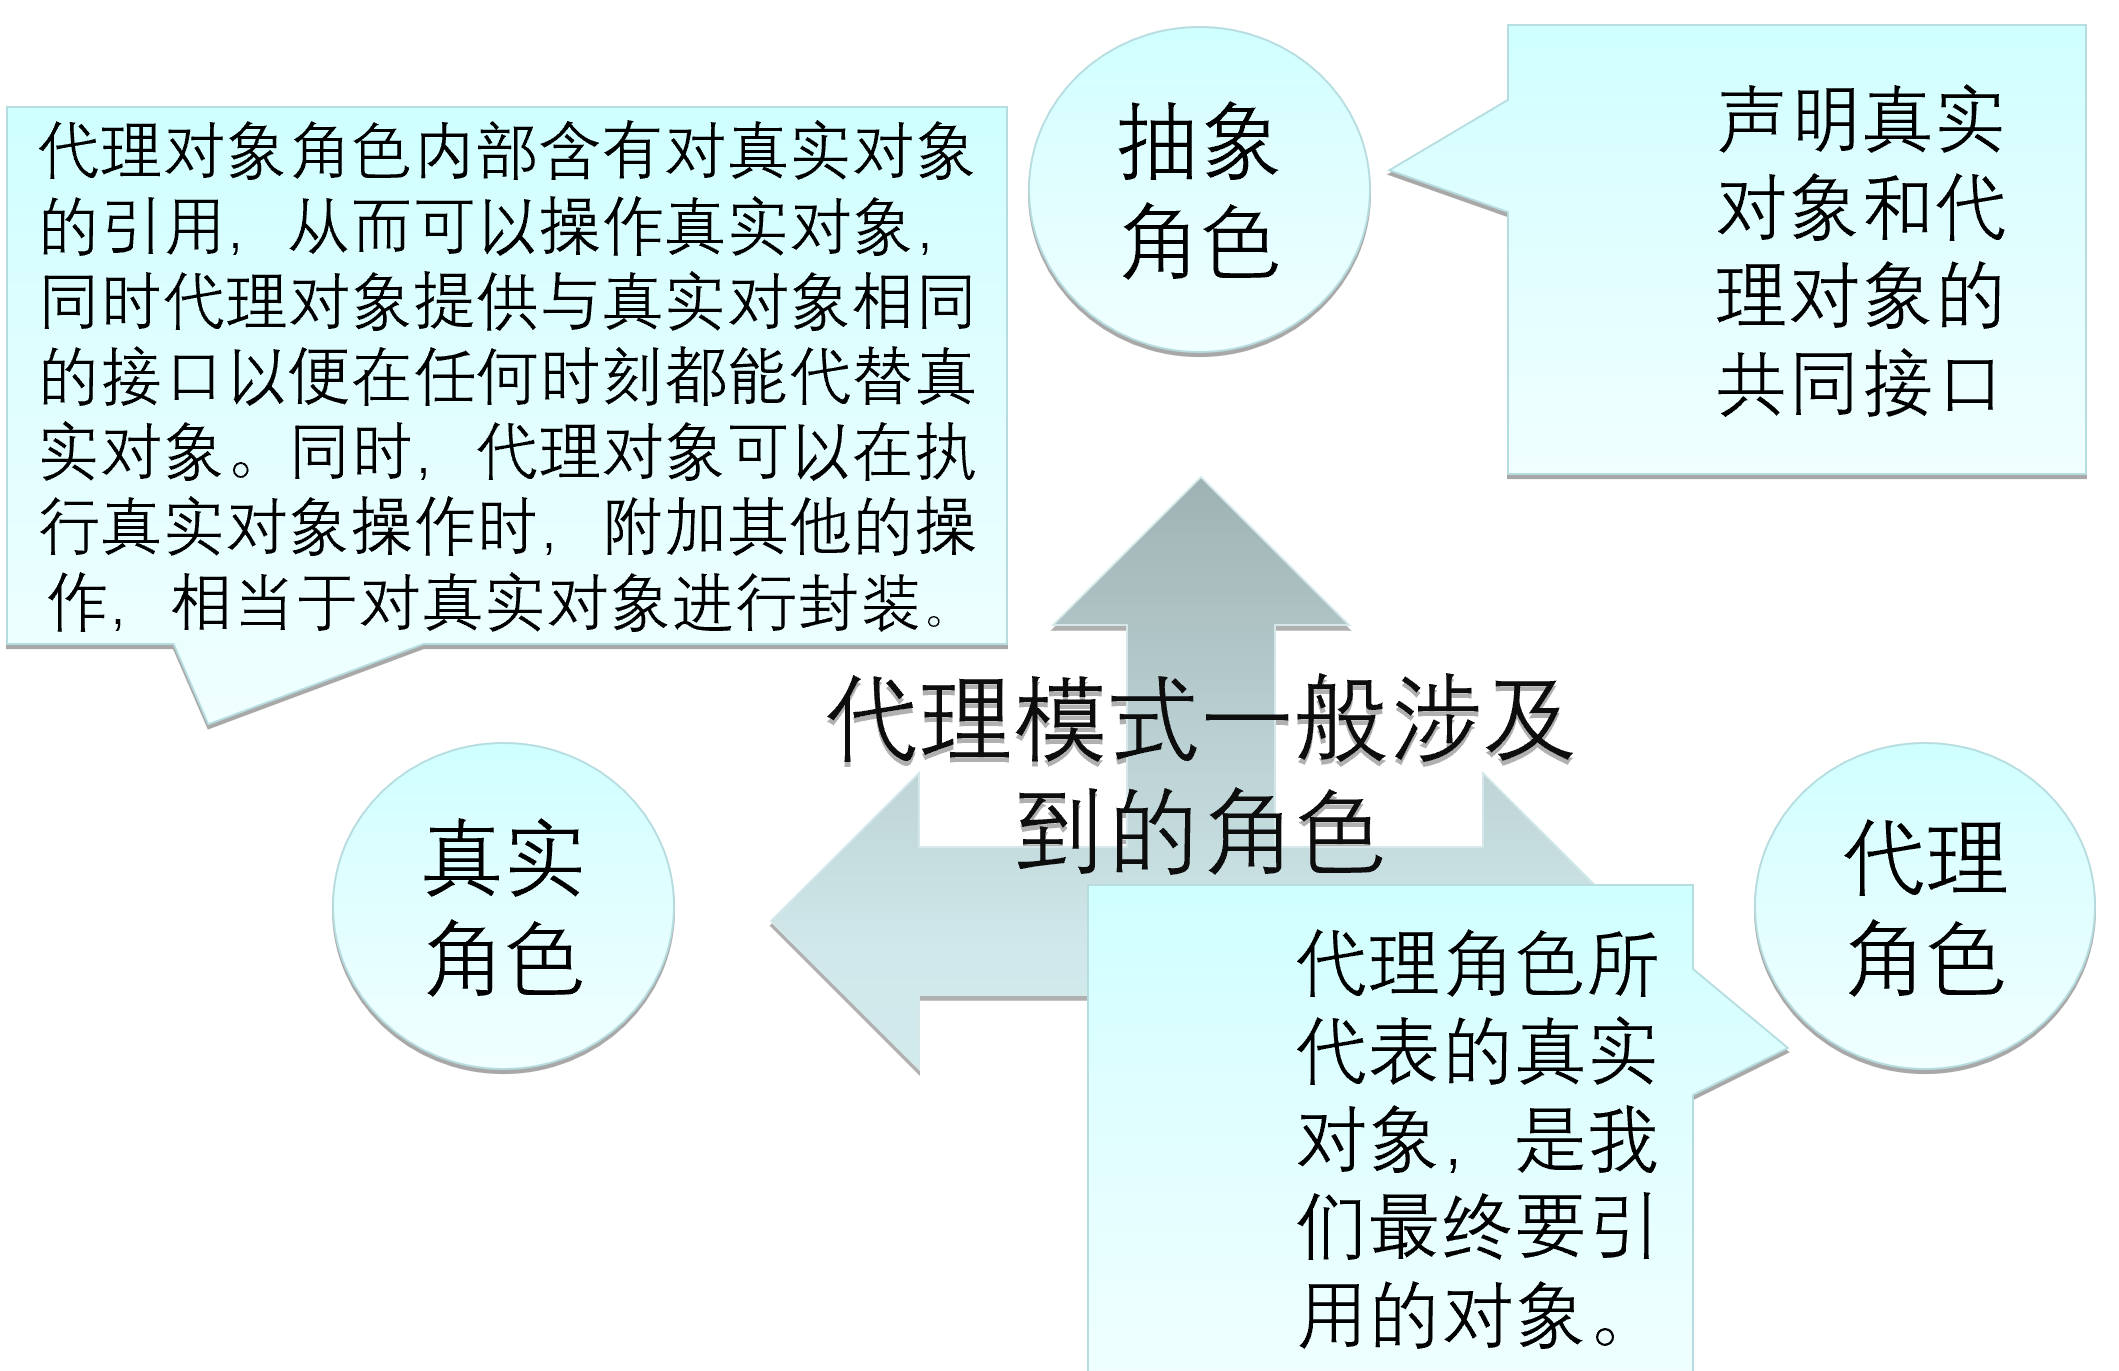 抽象
角色
声明真实
对象和代
理对象的
共同接口
代理对象角色内部含有对真实对象
的引用，从而可以操作真实对象，
同时代理对象提供与真实对象相同
的接口以便在任何时刻都能代替真
实对象。同时，代理对象可以在执
行真实对象操作时，附加其他的操
作，相当于对真实对象进行封装。
代理模式一般涉及
到的角色
真实
角色
代理
角色
代理角色所
代表的真实
对象，是我
们最终要引
用的对象。